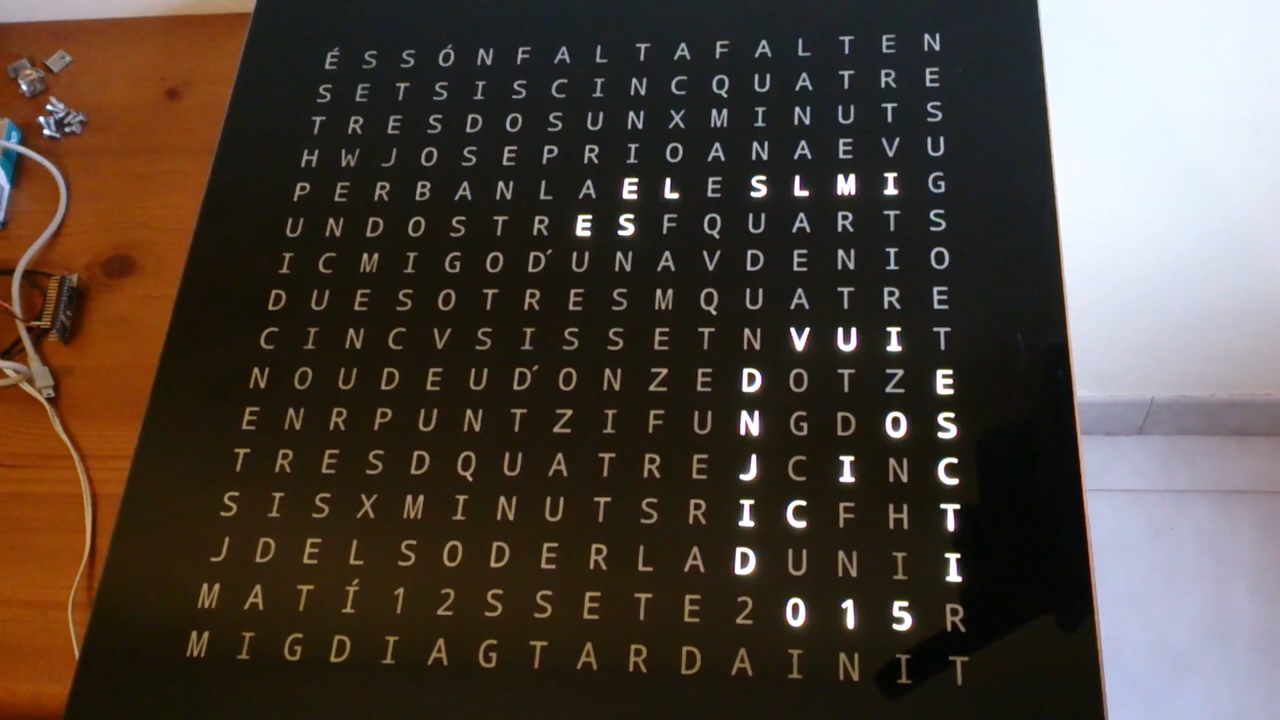 É S S Ó N F A L T A F A L T E N
S E T S I S C I N C Q U A T R E
T R E S D O S U N X M I N U T S
H W J O S E P R I O A N A E V U
P E R B A N L A E L E S L M I G
U N D O S T R E S F Q U A R T S
I C M I G O D´ U N A V D E N I O
D U E S O T R E S M Q U A T R E
C I N C V S I S S E T N V U I T
N O U D E U D´ O N Z E D O T Z E
E N R P U N T Z I F U N G D O S
T R E S D Q U A T R E J C I N C
S I S X M I N U T S R I C F H T
J D E L S O D E R L A D U N I I
M A T Í 1 2 S S E T E 2 0 1 5 R
M I G D I A G T A R D A I N I T